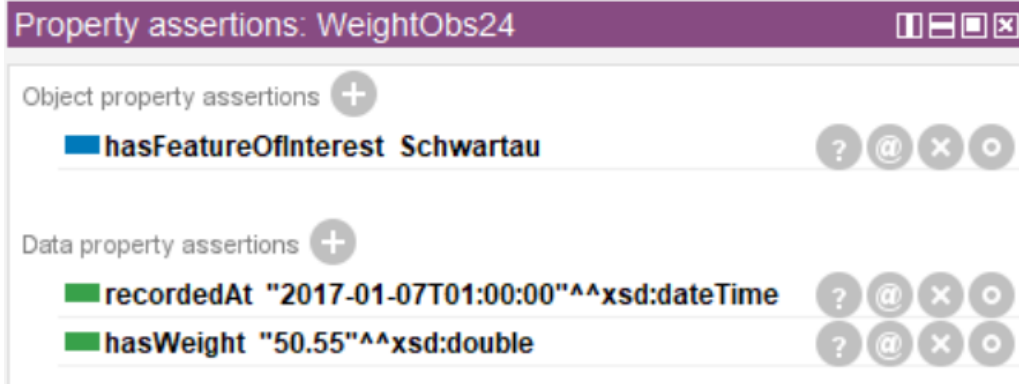 Property assertions: WeightObs24
Object property assertions
hasFeatureOfInterest Schwartau
Data property assertions
recordedAt "2017-01-07T01:00:00"^^xsd:dateTime
hasWeight "50.55"^^xsd:double